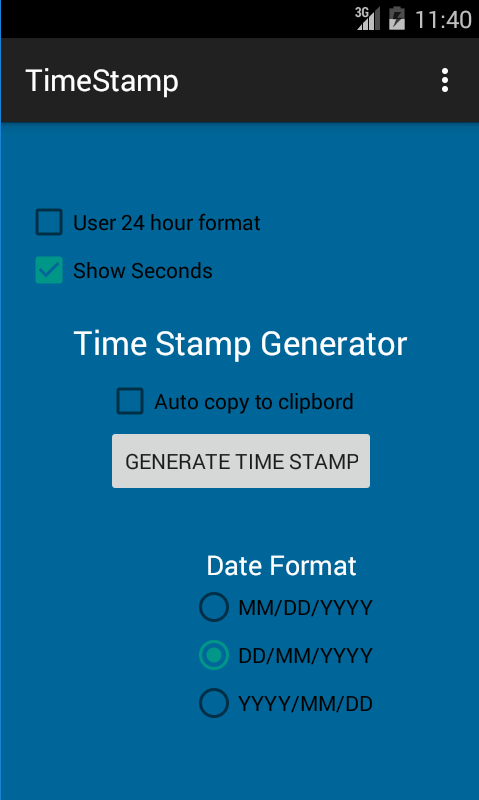 3G 11:40
TimeStamp
User 24 hour format
Show Seconds
Time Stamp Generator
Auto copy to clipbord
GENERATE TIME STAMP
Date Format
MM/DD/YYYY
DD/MM/YYYY
YYYY/MM/DD